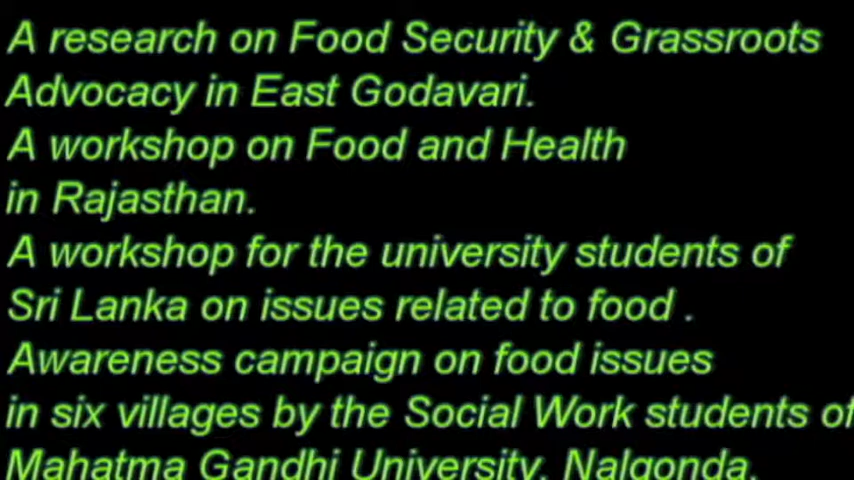 A research on Food Security & Grassroots
Advocacy in East Godavari.
A workshop on Food and Health
in Rajasthan.
A workshop for the university students of
Sri Lanka on issues related to food .
Awareness campaign on food issues
in six villages by the Social Work students of
Mahatma Gandhi University, Nalgonda.